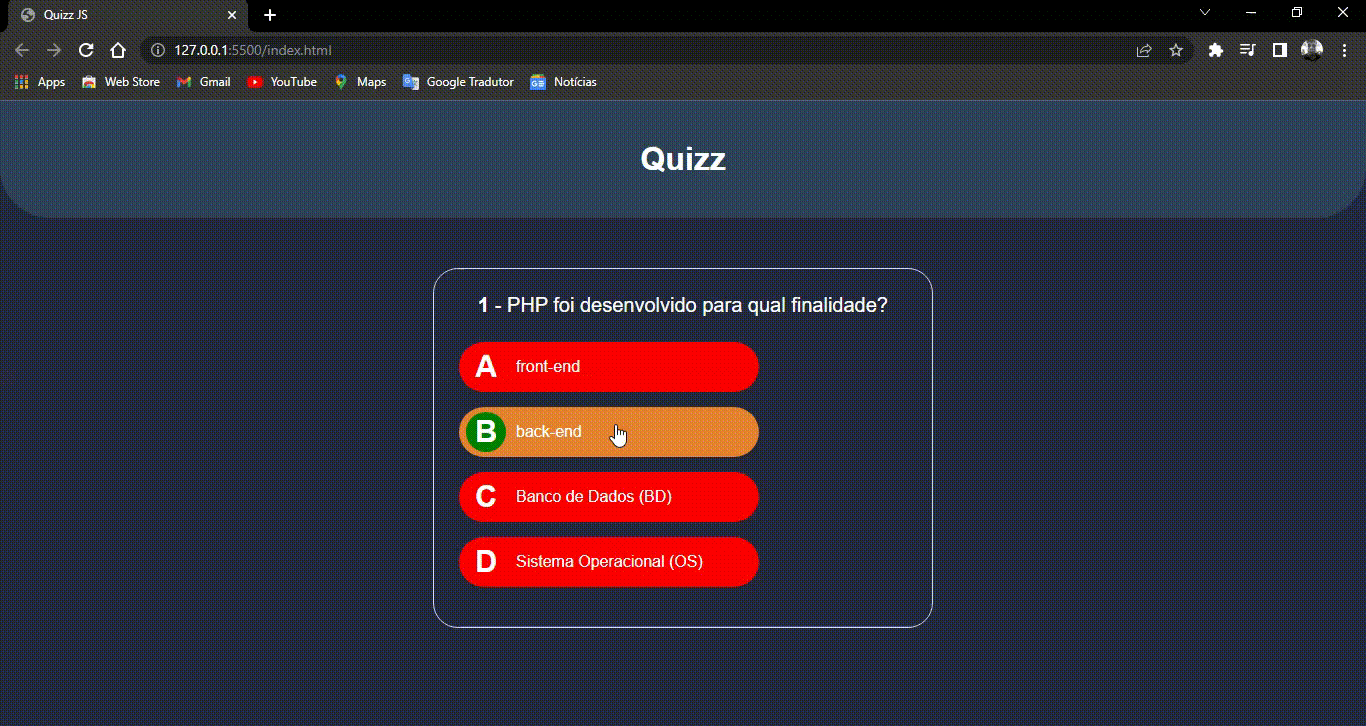 Quizz JS
127.0.0.1:5500/index.html
Apps Web Store Gmail YouTube Maps Google Tradutor Notícias
Quizz
1 - PHP foi desenvolvido para qual finalidade?
A front-end
B back-end
C Banco de Dados (BD)
D Sistema Operacional (OS)